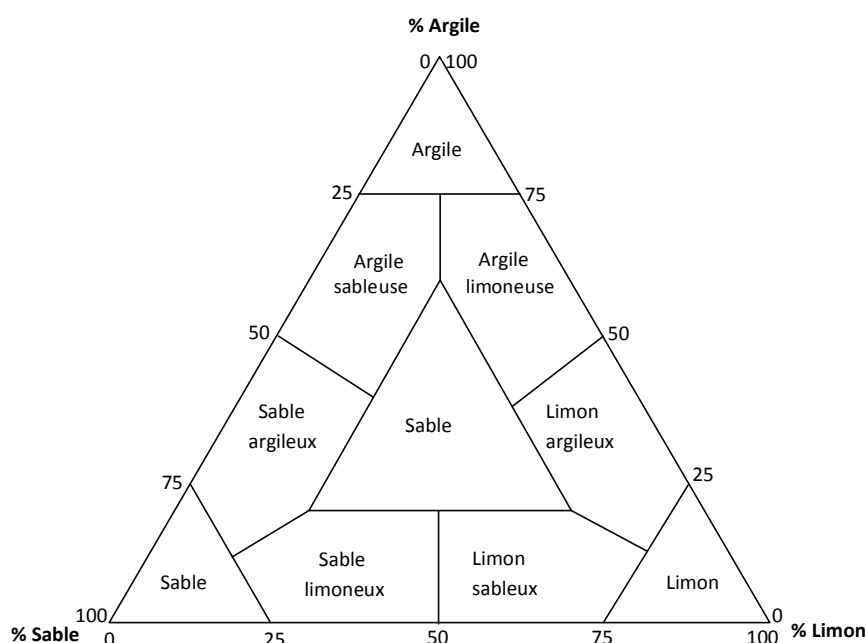 % Argile
0 100
Argile
25
75
Argile
sableuse
Argile
limoneuse
50
50
Sable
argileux
Sable
Limon
argileux
75
25
Sable
Sable
limoneux
Limon
sableux
Limon
100
0
% Sable
0
25
50
75
100
% Limon